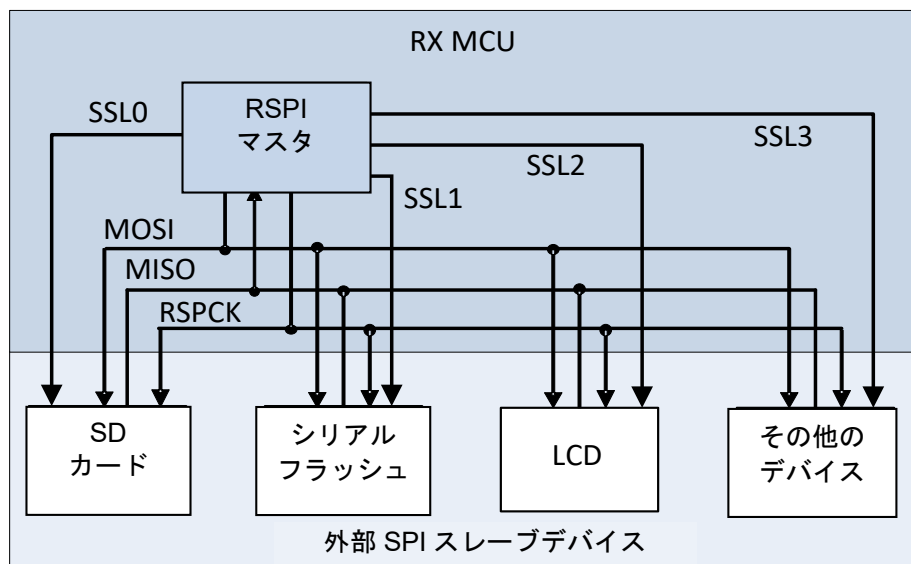 RX MCU
RSPI
マスタ
SSL0
SSL3
SSL2
SSL1
MOSI
MISO
RSPCK
SD
カード
シリアル
フラッシュ
LCD
その他の
デバイス
外部 SPI スレーブデバイス